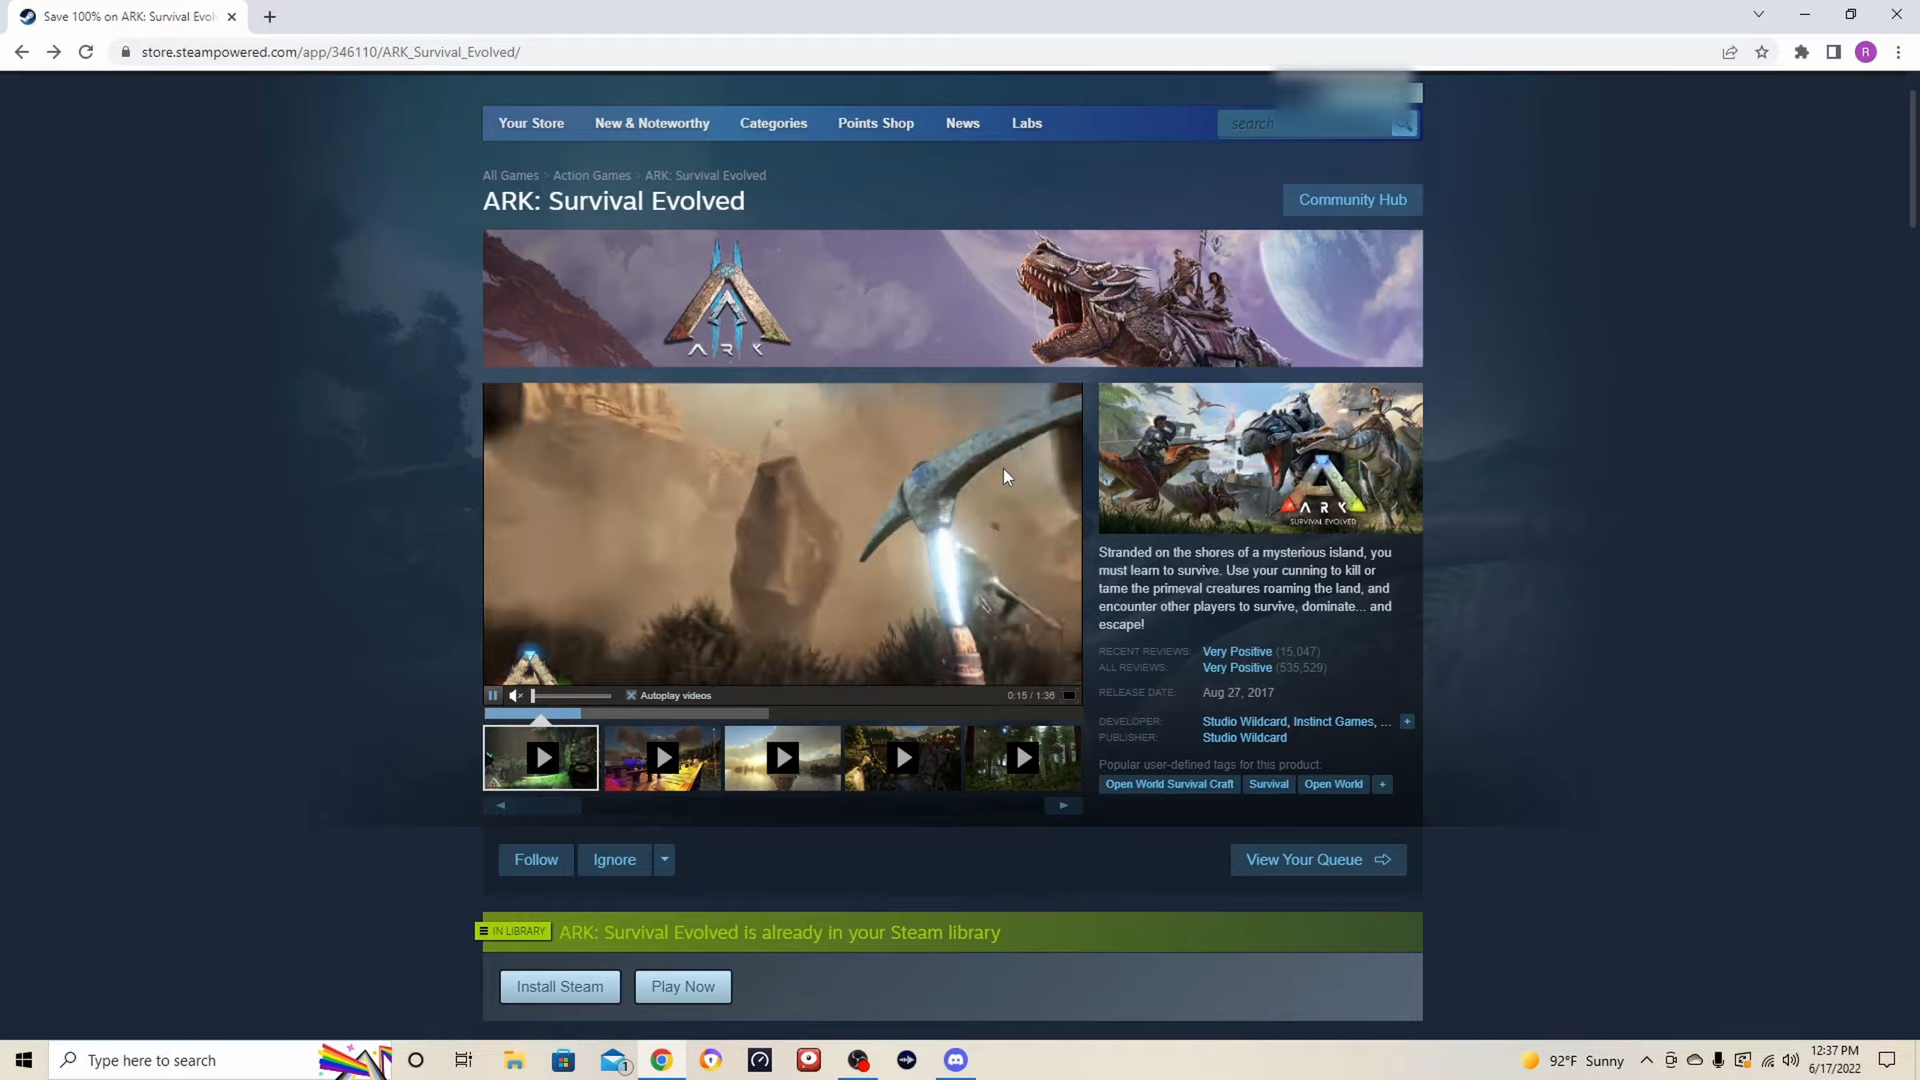 Save 100% on ARK: Survival Evol
store.steampowered.com/app/346110/ARK_Survival_Evolved/
R
Your Store New & Noteworthy Categories Points Shop News Labs
search
All Games > Action Games > ARK: Survival Evolved
ARK: Survival Evolved
Community Hub
ARK
ARK
SURVIVAL EVOLVED
Stranded on the shores of a mysterious island, you
must learn to survive. Use your cunning to kill or
tame the primeval creatures roaming the land, and
encounter other players to survive, dominate... and
escape!
RECENT REVIEWS: Very Positive (15,047)
ALL REVIEWS: Very Positive (535,529)
RELEASE DATE: Aug 27, 2017
DEVELOPER: Studio Wildcard, Instinct Games, ... +
PUBLISHER: Studio Wildcard
Popular user-defined tags for this product:
Open World Survival Craft Survival Open World +
Autoplay videos 0:15 / 1:36
Follow Ignore View Your Queue
IN LIBRARY ARK: Survival Evolved is already in your Steam library
Install Steam Play Now
Type here to search
1
92°F Sunny
12:37 PM
6/17/2022